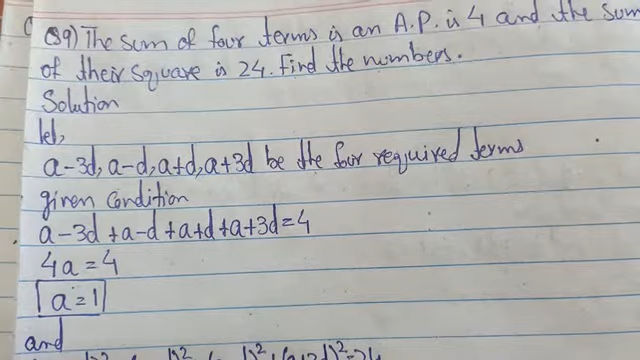 Q9) The sum of four terms is an A.P. is 4 and the sum
of their square is 24. Find the numbers.
Solution
let,
a-3d, a-d, a+d, a+3d be the four required terms
given condition
a-3d+a-d+a+d+a+3d=4
4a=4
a=1
and
)²=24